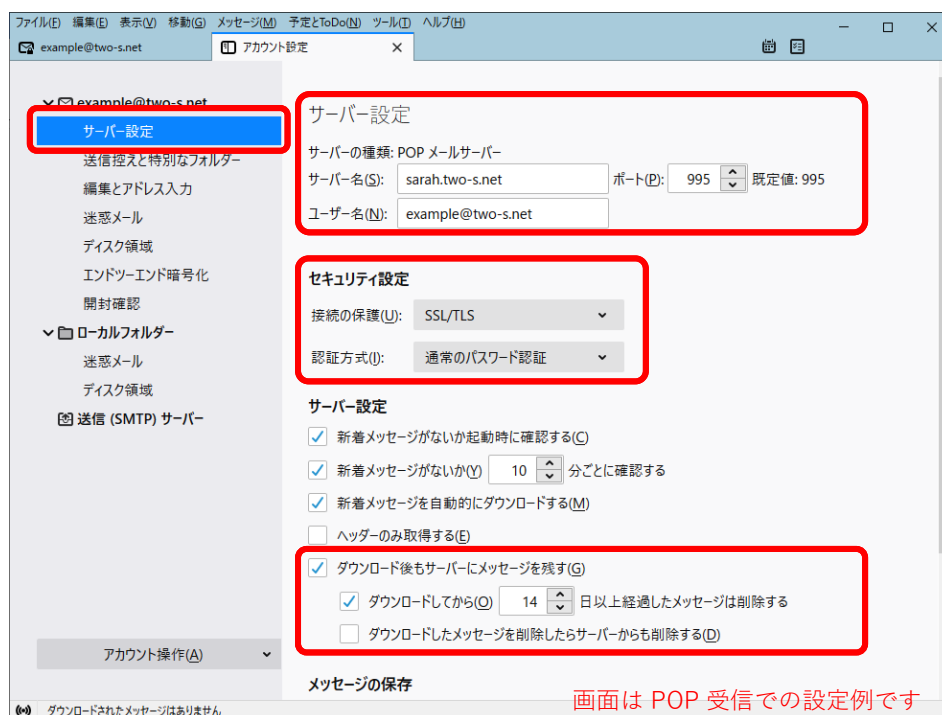 ファイル(F) 編集(E) 表示(V) 移動(G) メッセージ(M) 予定とToDo(N) ツール(T) ヘルプ(H)
example@two-s.net アカウント設定
example@two-s.net
サーバー設定
送信控えと特別なフォルダー
編集とアドレス入力
迷惑メール
ディスク領域
エンドツーエンド暗号化
開封確認
ローカルフォルダー
迷惑メール
ディスク領域
送信 (SMTP) サーバー
アカウント操作(A)
サーバー設定
サーバーの種類: POP メールサーバー
サーバー名(S): sarah.two-s.net ポート(P): 995 既定値: 995
ユーザー名(N): example@two-s.net
セキュリティ設定
接続の保護(U): SSL/TLS
認証方式(I): 通常のパスワード認証
サーバー設定
新着メッセージがないか起動時に確認する(C)
新着メッセージがないか(Y) 10 分ごとに確認する
新着メッセージを自動的にダウンロードする(M)
ヘッダーのみ取得する(E)
ダウンロード後もサーバーにメッセージを残す(G)
ダウンロードしてから(O) 14 日以上経過したメッセージは削除する
ダウンロードしたメッセージを削除したらサーバーからも削除する(D)
メッセージの保存
画面は POP 受信での設定例です
ダウンロードされたメッセージはありません